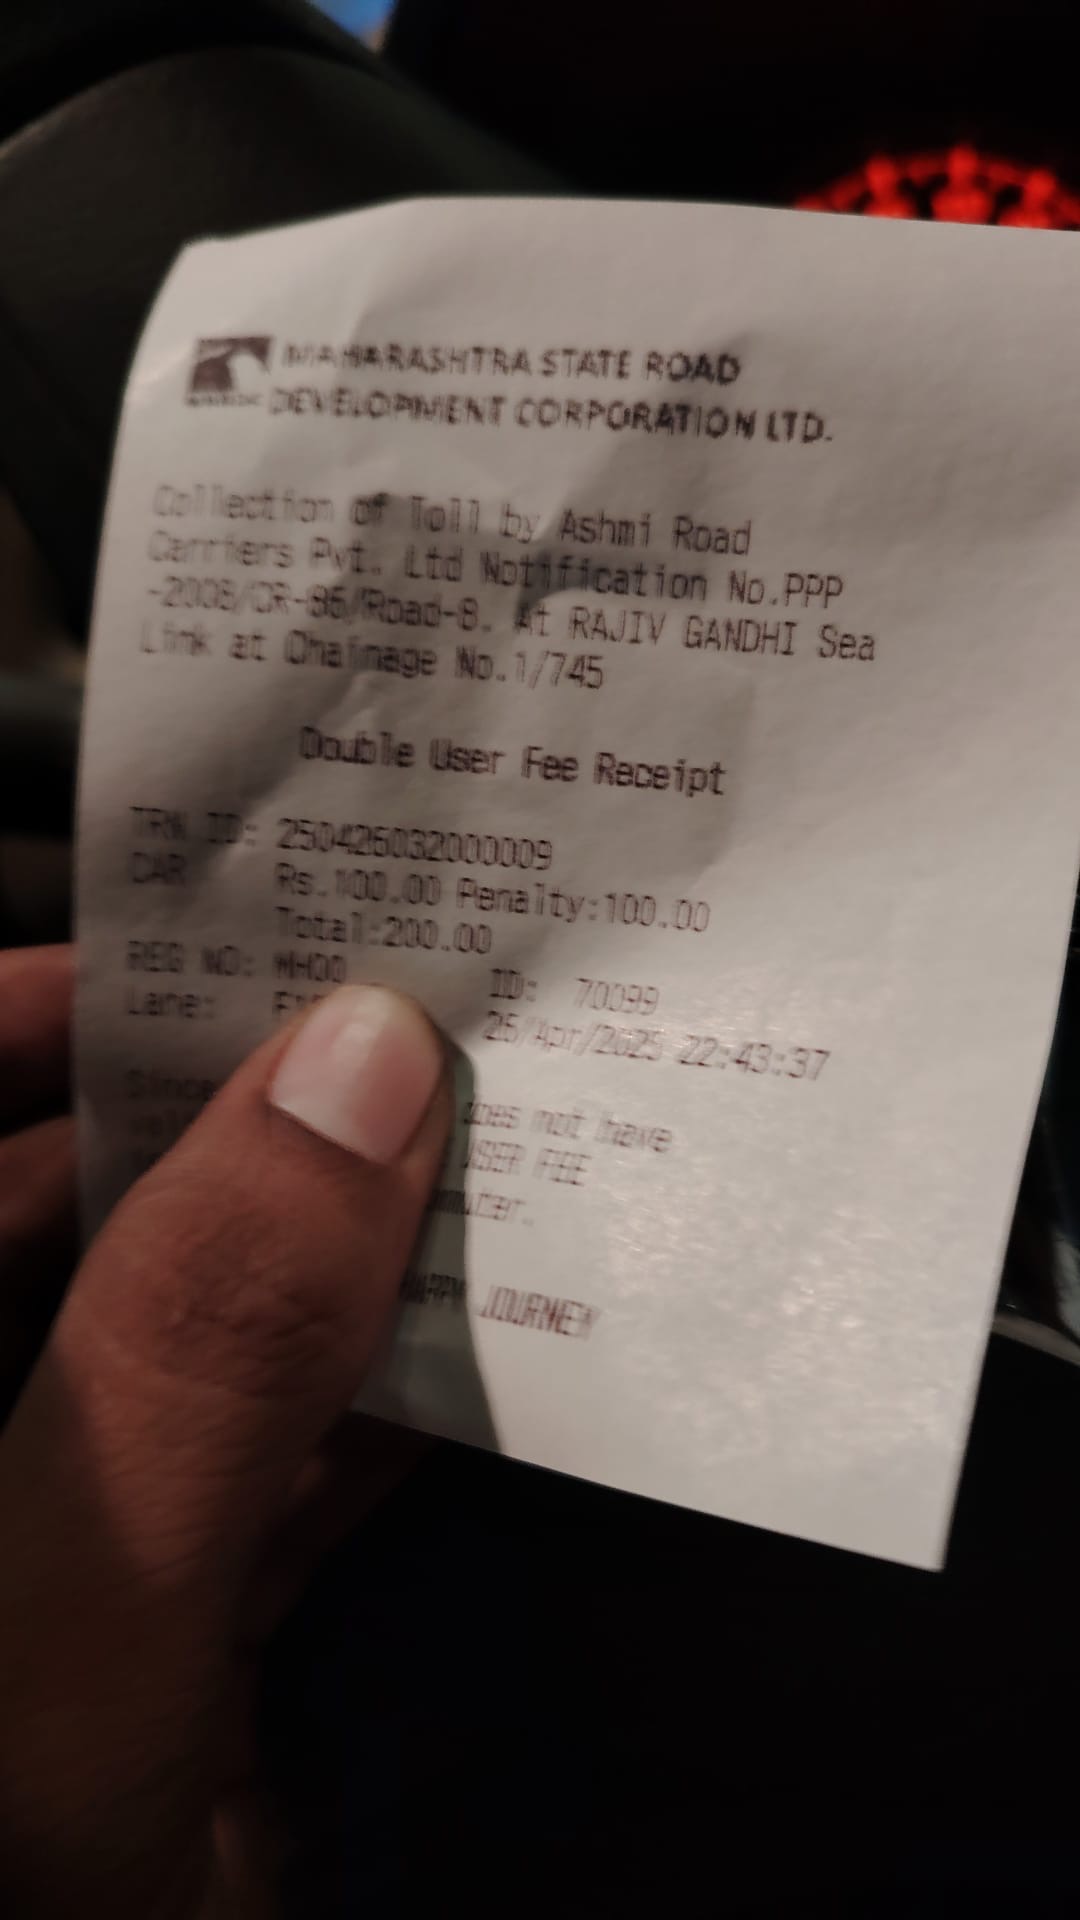 MAHARASHTRA STATE ROAD
DEVELOPMENT CORPORATION LTD.
Collection of Toll by Ashmi Road
Carriers Pvt. Ltd Notification No.PPP
-2008/CR-86/Road-8. At RAJIV GANDHI Sea
Link at Chainage No.1/745
Double User Fee Receipt
TRN ID: 250426032000009
CAR Rs.100.00 Penalty:100.00
Total:200.00
REG NO: MH00 ID: 70099
Lane: 26/Apr/2025 22:43:37
Since does not have
USER FEE
HAPPY JOURNEY